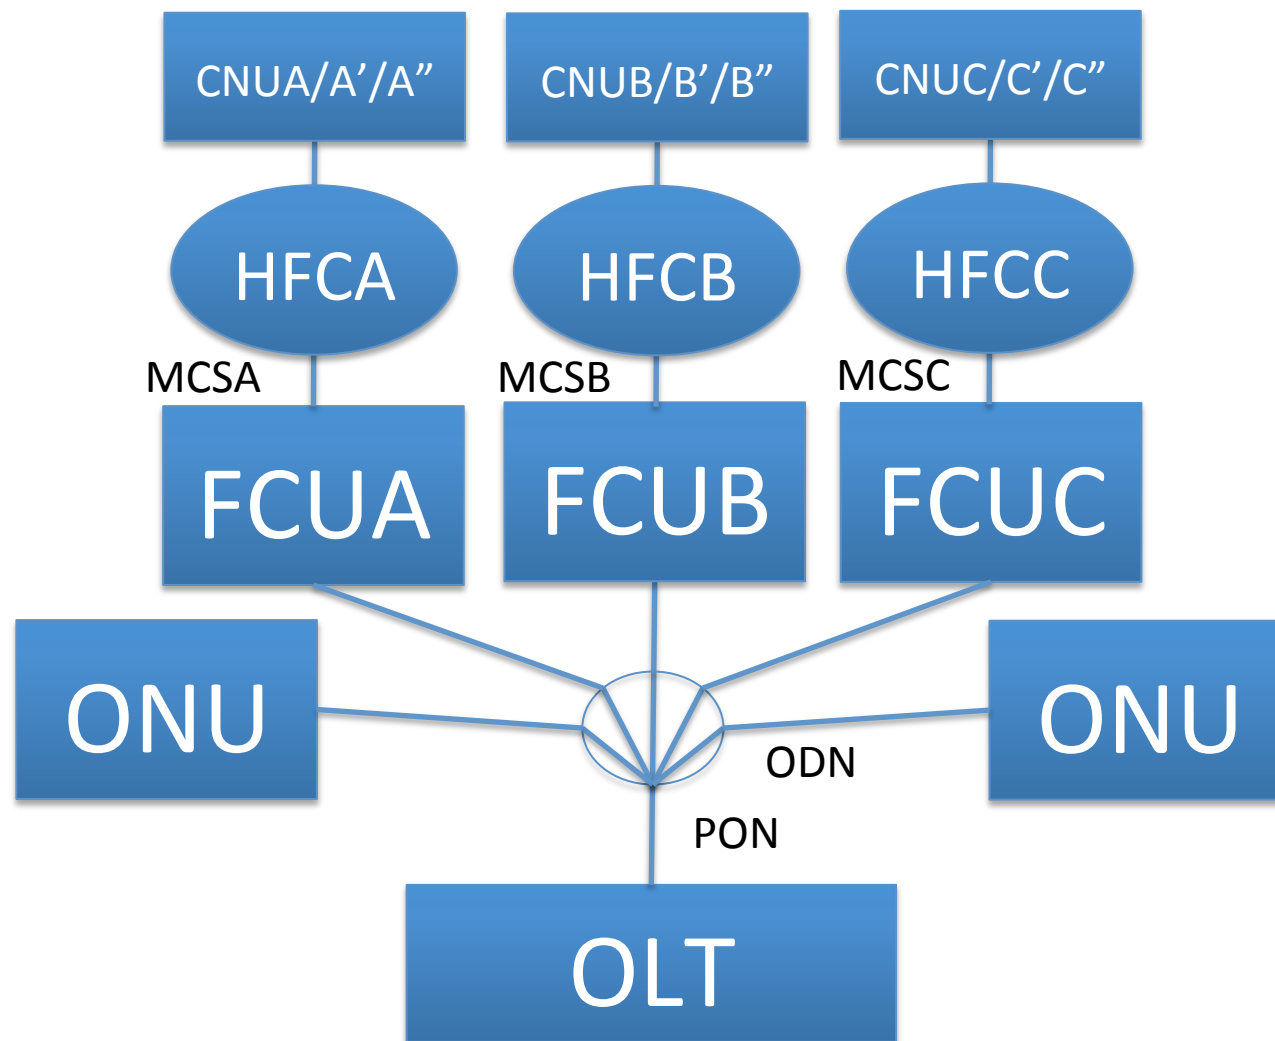 CNUA/A’/A”
CNUB/B’/B”
CNUC/C’/C”
HFCA
HFCB
HFCC
MCSA
MCSB
MCSC
FCUA
FCUB
FCUC
ONU
ONU
ODN
PON
OLT